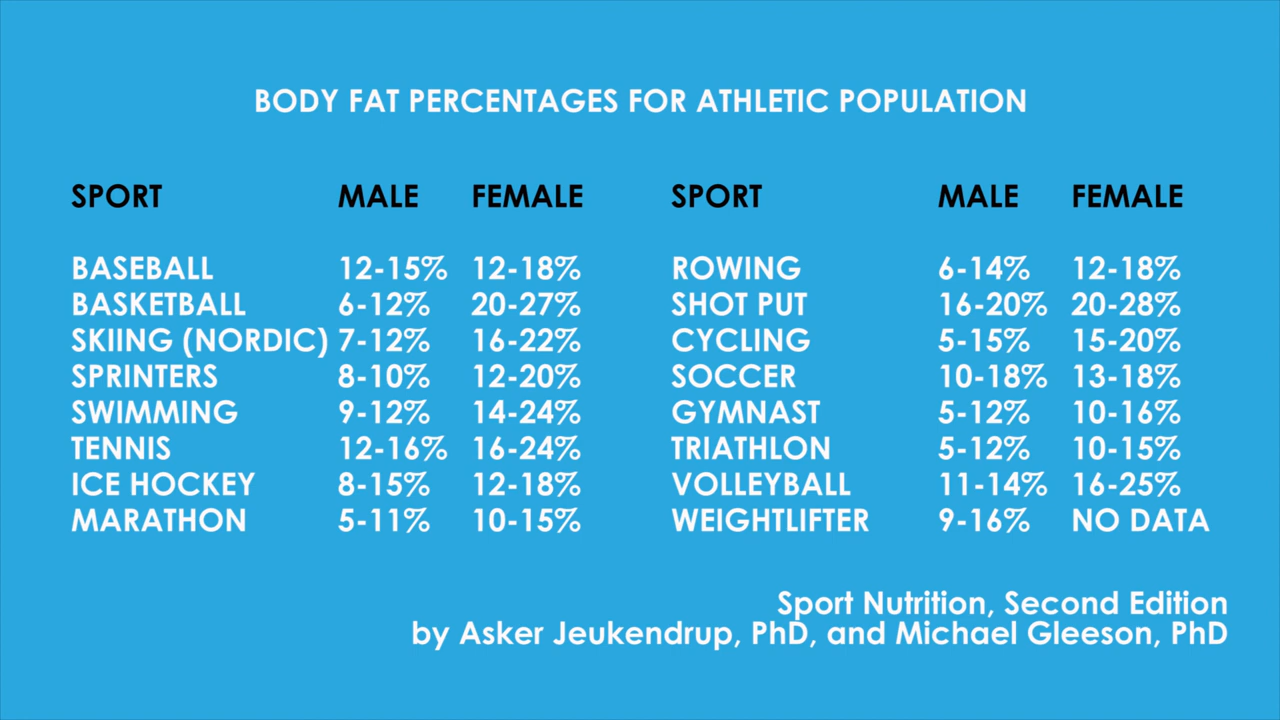 BODY FAT PERCENTAGES FOR ATHLETIC POPULATION
SPORT MALE FEMALE SPORT MALE FEMALE
BASEBALL 12-15% 12-18% ROWING 6-14% 12-18%
BASKETBALL 6-12% 20-27% SHOT PUT 16-20% 20-28%
SKIING (NORDIC) 7-12% 16-22% CYCLING 5-15% 15-20%
SPRINTERS 8-10% 12-20% SOCCER 10-18% 13-18%
SWIMMING 9-12% 14-24% GYMNAST 5-12% 10-16%
TENNIS 12-16% 16-24% TRIATHLON 5-12% 10-15%
ICE HOCKEY 8-15% 12-18% VOLLEYBALL 11-14% 16-25%
MARATHON 5-11% 10-15% WEIGHTLIFTER 9-16% NO DATA
Sport Nutrition, Second Edition
by Asker Jeukendrup, PhD, and Michael Gleeson, PhD